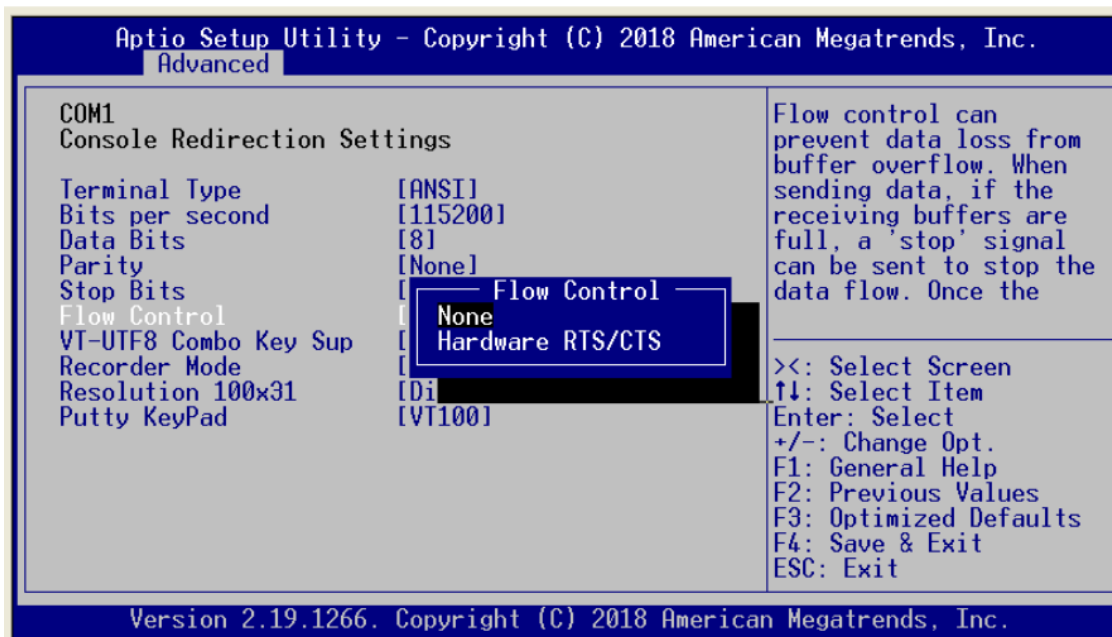 Aptio Setup Utility – Copyright (C) 2018 American Megatrends, Inc.
Advanced
COM1
Console Redirection Settings
Terminal Type [ANSI]
Bits per second [115200]
Data Bits [8]
Parity [None]
Stop Bits [
Flow Control [
VT-UTF8 Combo Key Sup [
Recorder Mode [
Resolution 100x31 [Di
Putty KeyPad [VT100]
Flow Control
None
Hardware RTS/CTS
Flow control can
prevent data loss from
buffer overflow. When
sending data, if the
receiving buffers are
full, a 'stop' signal
can be sent to stop the
data flow. Once the
><: Select Screen
↑↓: Select Item
Enter: Select
+/-: Change Opt.
F1: General Help
F2: Previous Values
F3: Optimized Defaults
F4: Save & Exit
ESC: Exit
Version 2.19.1266. Copyright (C) 2018 American Megatrends, Inc.